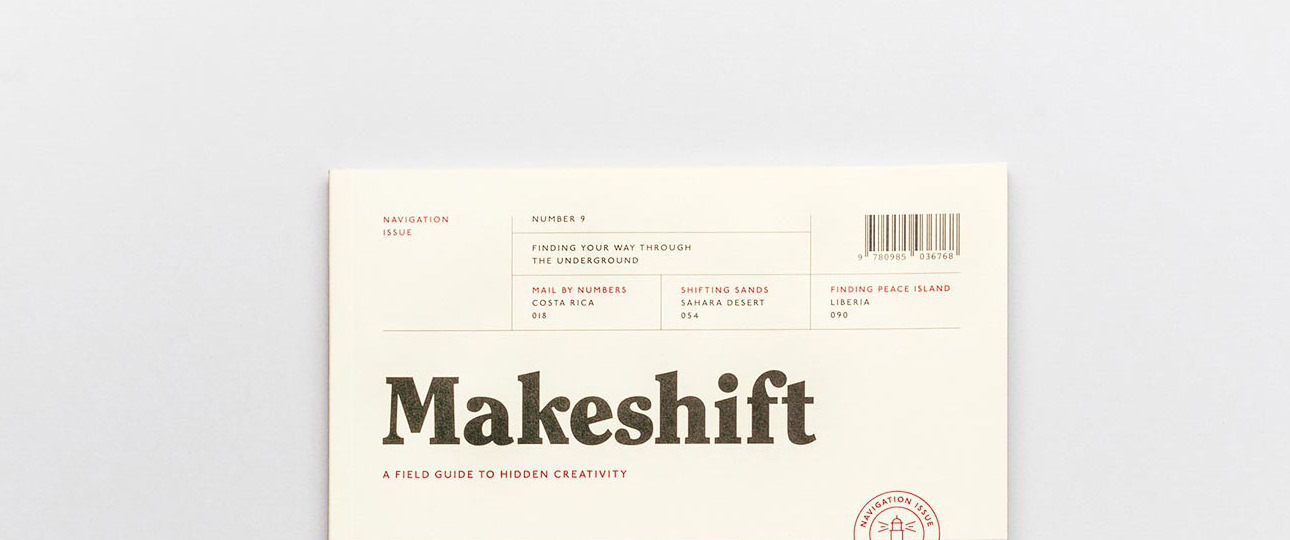 NAVIGATION
ISSUE
NUMBER 9
FINDING YOUR WAY THROUGH
THE UNDERGROUND
9 780985 036768
MAIL BY NUMBERS
COSTA RICA
018
SHIFTING SANDS
SAHARA DESERT
054
FINDING PEACE ISLAND
LIBERIA
090
Makeshift
A FIELD GUIDE TO HIDDEN CREATIVITY
NAVIGATION ISSUE